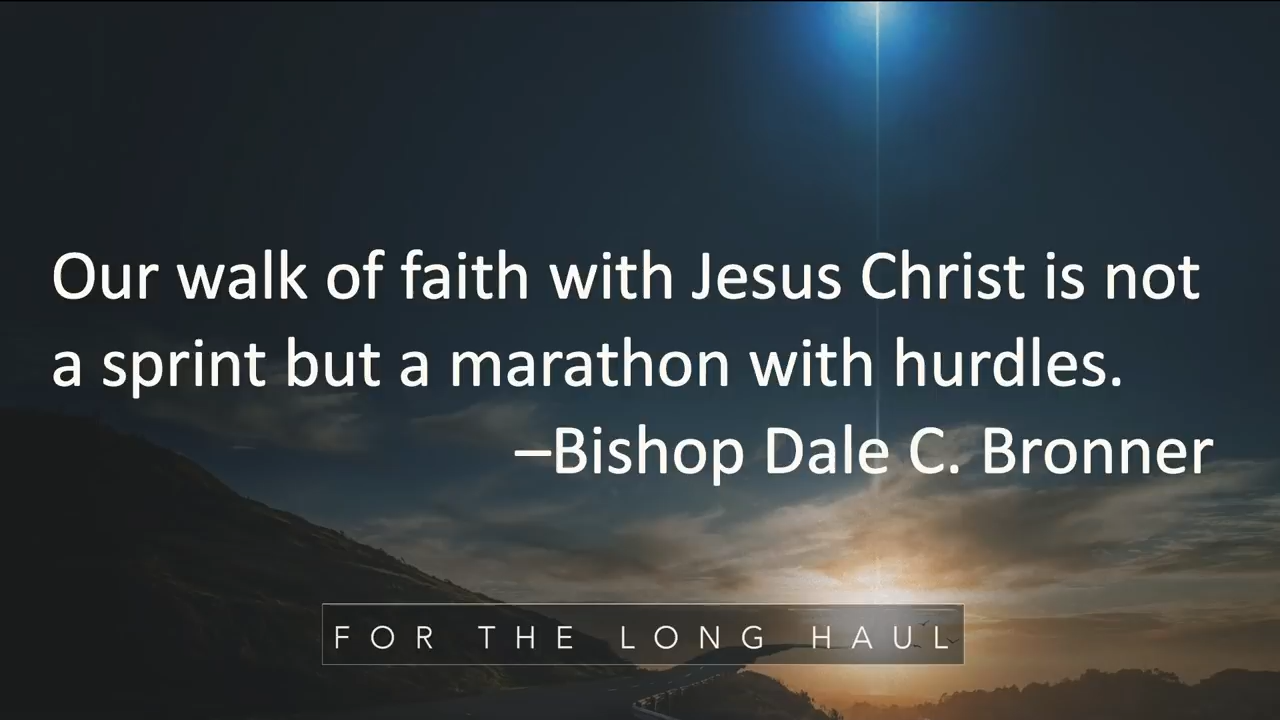 Our walk of faith with Jesus Christ is not
a sprint but a marathon with hurdles.
–Bishop Dale C. Bronner
FOR THE LONG HAUL